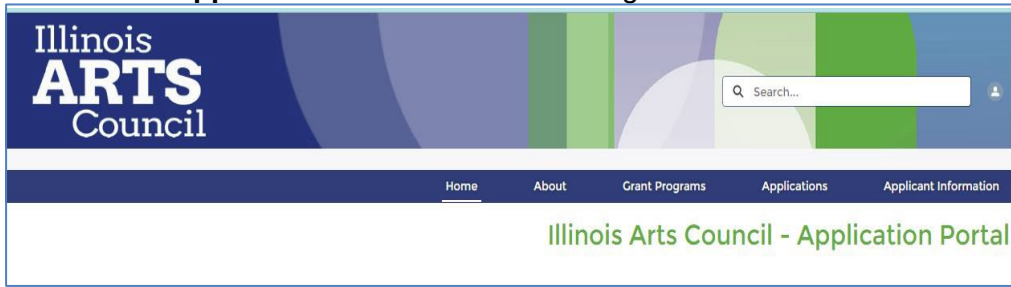 Illinois
ARTS
Council
Search...
Home About Grant Programs Applications Applicant Information
Illinois Arts Council - Application Portal